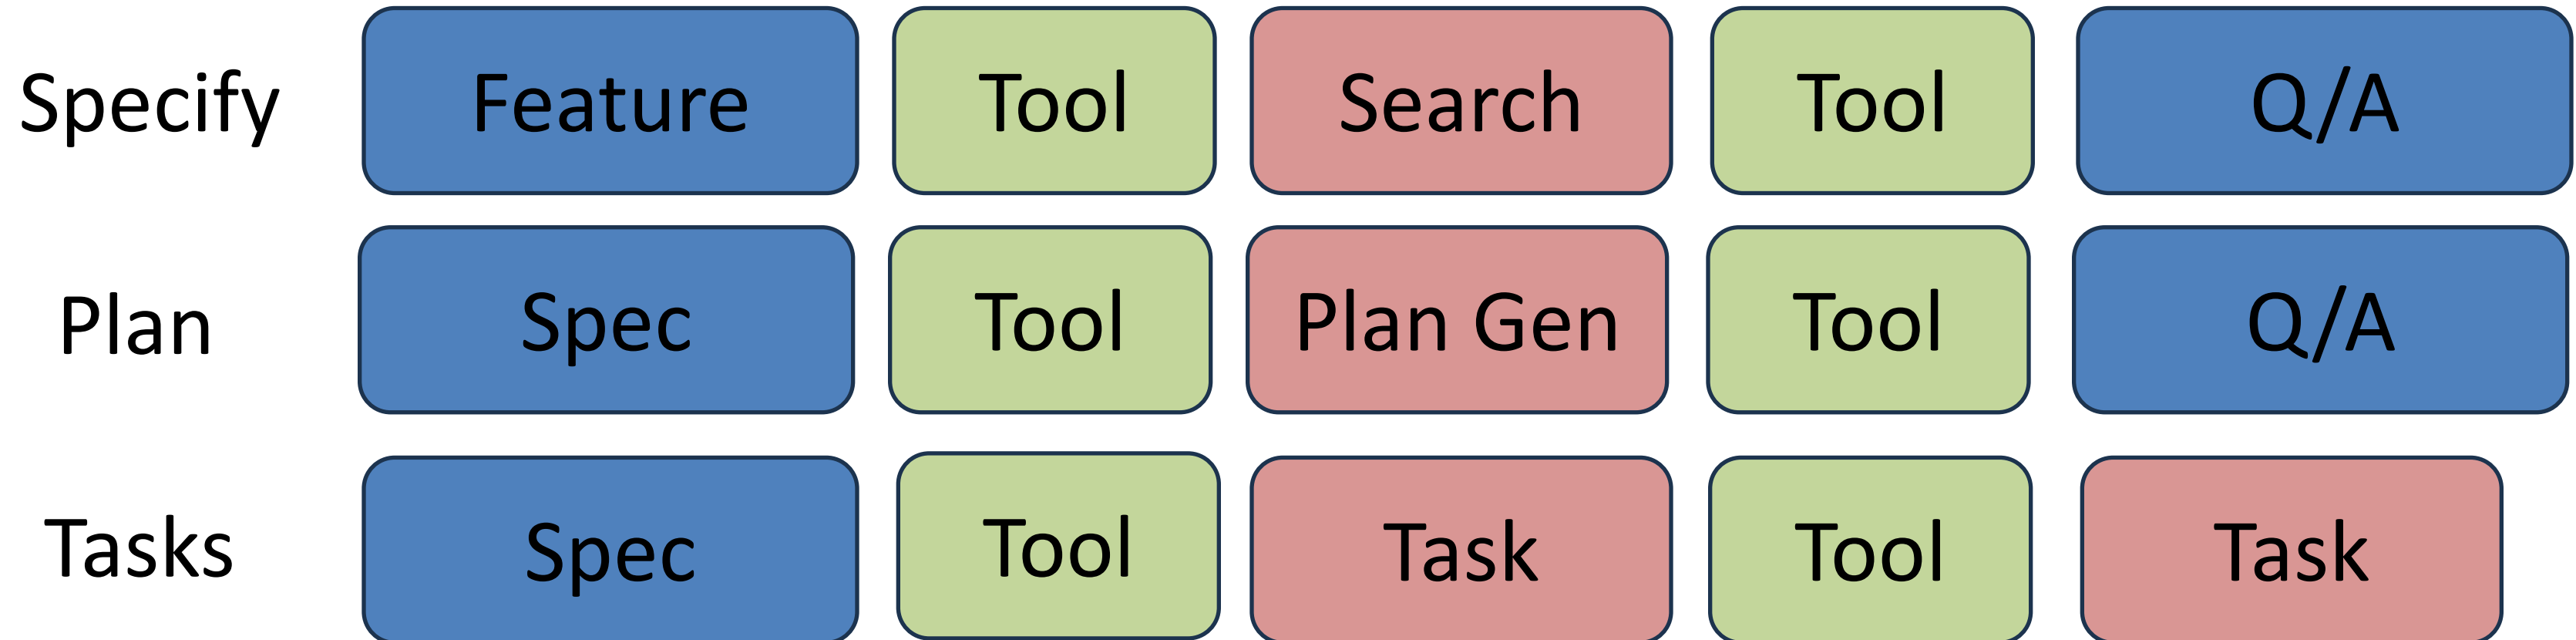 Specify Feature Tool Search Tool Q/A
Plan Spec Tool Plan Gen Tool Q/A
Tasks Spec Tool Task Tool Task